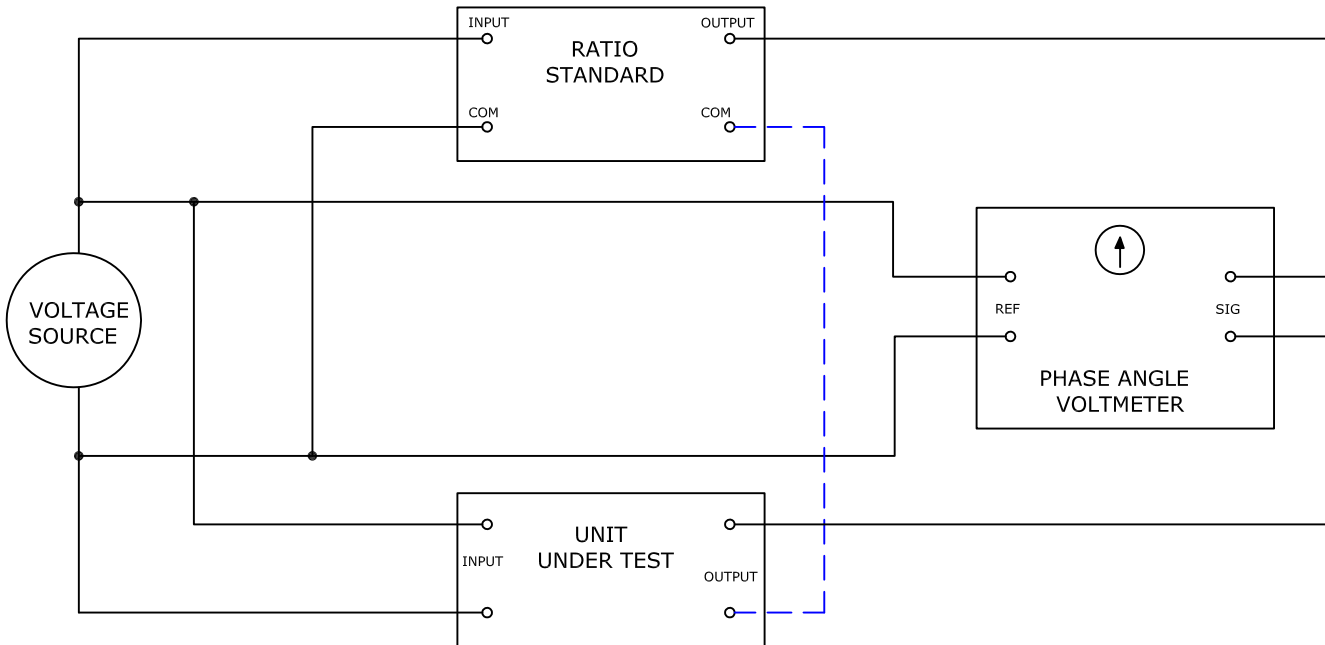 INPUT
OUTPUT
RATIO
STANDARD
COM
COM
VOLTAGE
SOURCE
REF
SIG
PHASE ANGLE
VOLTMETER
UNIT
UNDER TEST
INPUT
OUTPUT